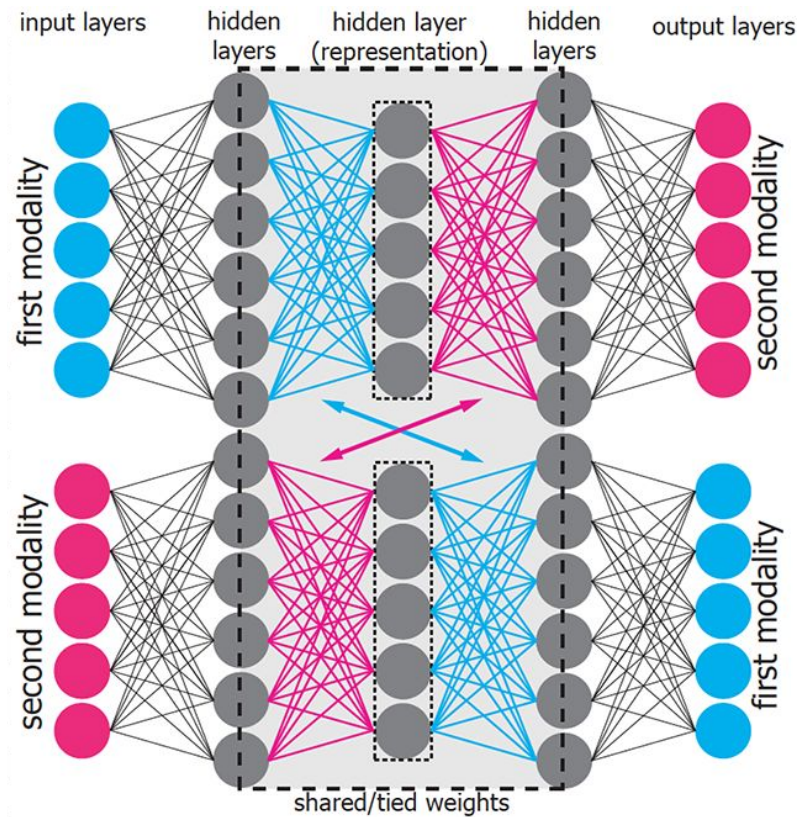 input layers
hidden
layers
hidden layer
(representation)
hidden
layers
output layers
first modality
second modality
second modality
first modality
shared/tied weights